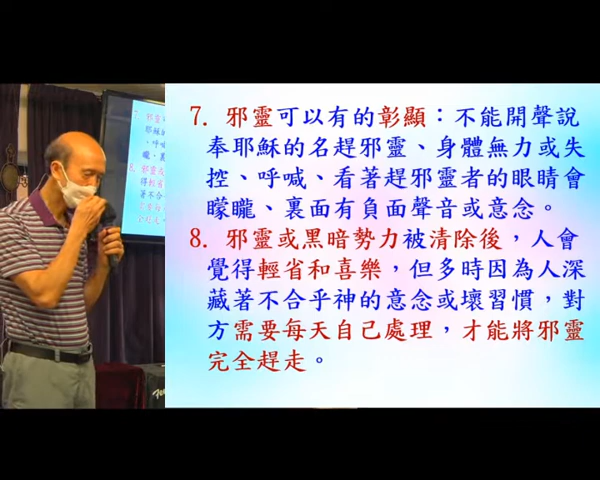 7. 邪靈可以有的彰顯：不能開聲說
奉耶穌的名趕邪靈、身體無力或失
控、呼喊、看著趕邪靈者的眼睛會
矇矓、裏面有負面聲音或意念。
8. 邪靈或黑暗勢力被清除後，人會
覺得輕省和喜樂，但多時因為人深
藏著不合乎神的意念或壞習慣，對
方需要每天自己處理，才能將邪靈
完全趕走。